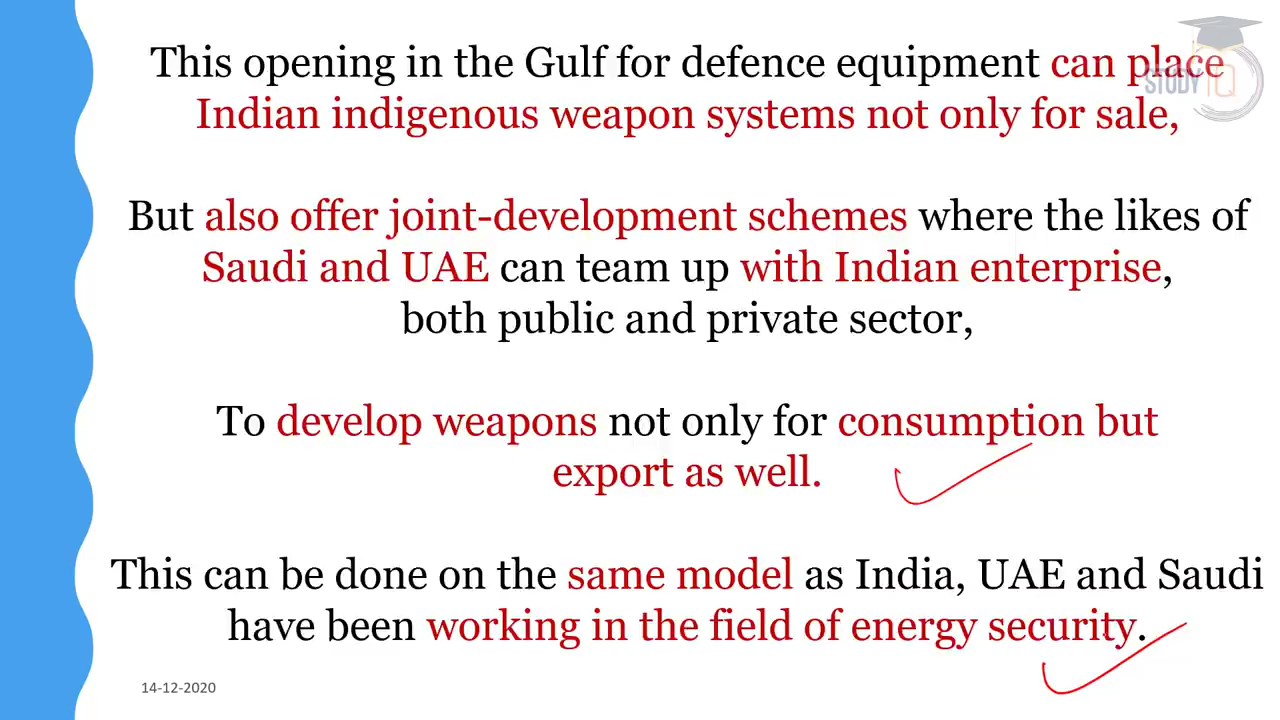 This opening in the Gulf for defence equipment can place
Indian indigenous weapon systems not only for sale,
But also offer joint-development schemes where the likes of
Saudi and UAE can team up with Indian enterprise,
both public and private sector,
To develop weapons not only for consumption but
export as well.
This can be done on the same model as India, UAE and Saudi
have been working in the field of energy security.
14-12-2020
STUDY IQ